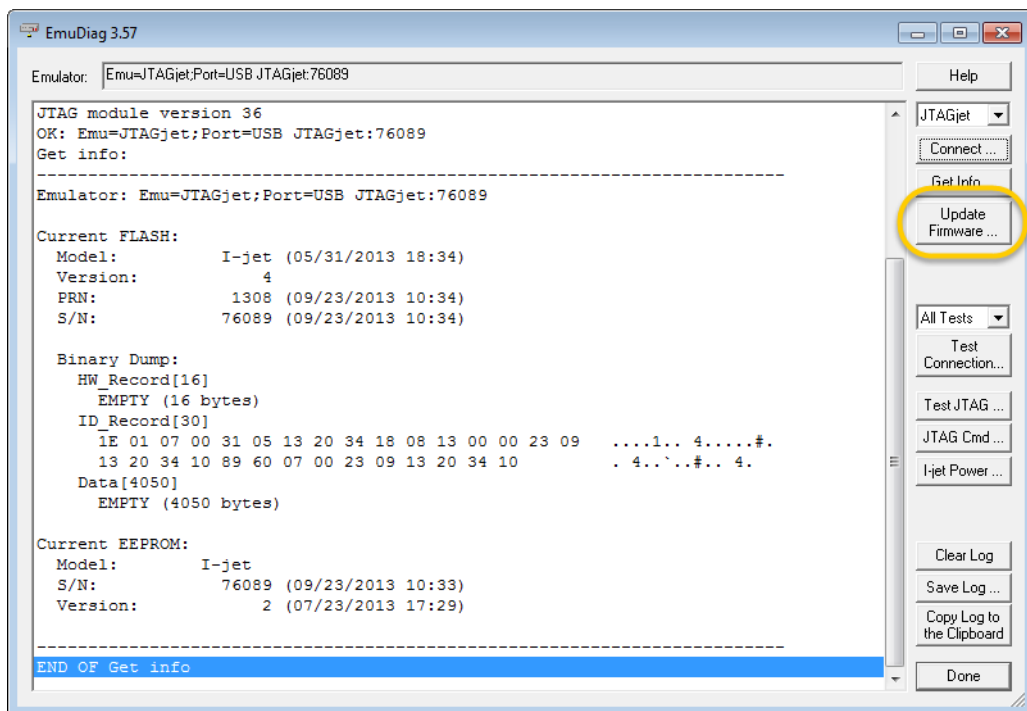 EmuDiag 3.57
Emulator: Emu=JTAGjet;Port=USB JTAGjet:76089
Help
JTAG module version 36
OK: Emu=JTAGjet;Port=USB JTAGjet:76089
Get info:
-------------------------------------------------------------------------
Emulator: Emu=JTAGjet;Port=USB JTAGjet:76089
Current FLASH:
Model: I-jet (05/31/2013 18:34)
Version: 4
PRN: 1308 (09/23/2013 10:34)
S/N: 76089 (09/23/2013 10:34)
Binary Dump:
HW_Record[16]
EMPTY (16 bytes)
ID_Record[30]
1E 01 07 00 31 05 13 20 34 18 08 13 00 00 23 09 ....1.. 4.....#.
13 20 34 10 89 60 07 00 23 09 13 20 34 10 . 4..`..#.. 4.
Data[4050]
EMPTY (4050 bytes)
Current EEPROM:
Model: I-jet
S/N: 76089 (09/23/2013 10:33)
Version: 2 (07/23/2013 17:29)
-------------------------------------------------------------------------
END OF Get info
JTAGjet
Connect ...
Get Info ...
Update
Firmware ...
All Tests
Test
Connection...
Test JTAG ...
JTAG Cmd ...
I-jet Power ...
Clear Log
Save Log ...
Copy Log to
the Clipboard
Done